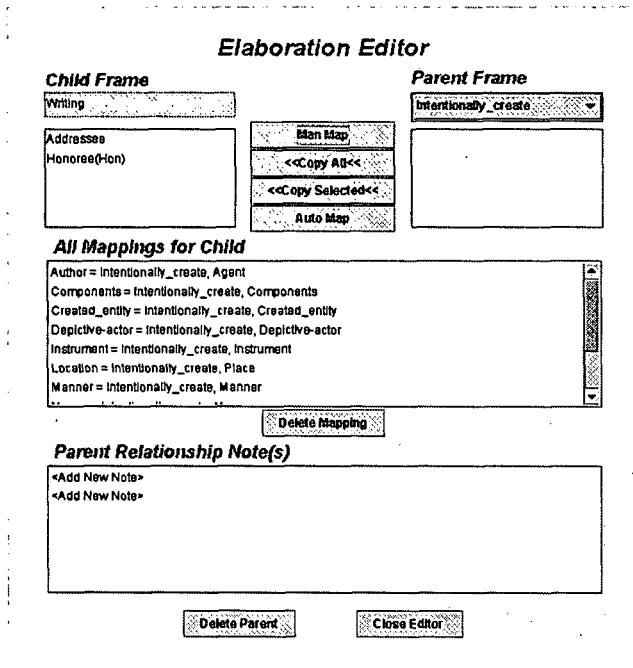 Elaboration Editor
Child Frame
Parent Frame
Writing
Intentionally_create
Addressee
Honoree(Hon)
Man Map
<<Copy All<<
<<Copy Selected<<
Auto Map
All Mappings for Child
Author = Intentionally_create, Agent
Components = Intentionally_create, Components
Created_entity = Intentionally_create, Created_entity
Depictive-actor = Intentionally_create, Depictive-actor
Instrument = Intentionally_create, Instrument
Location = Intentionally_create, Place
Manner = Intentionally_create, Manner
Delete Mapping
Parent Relationship Note(s)
<Add New Note>
<Add New Note>
Delete Parent
Close Editor